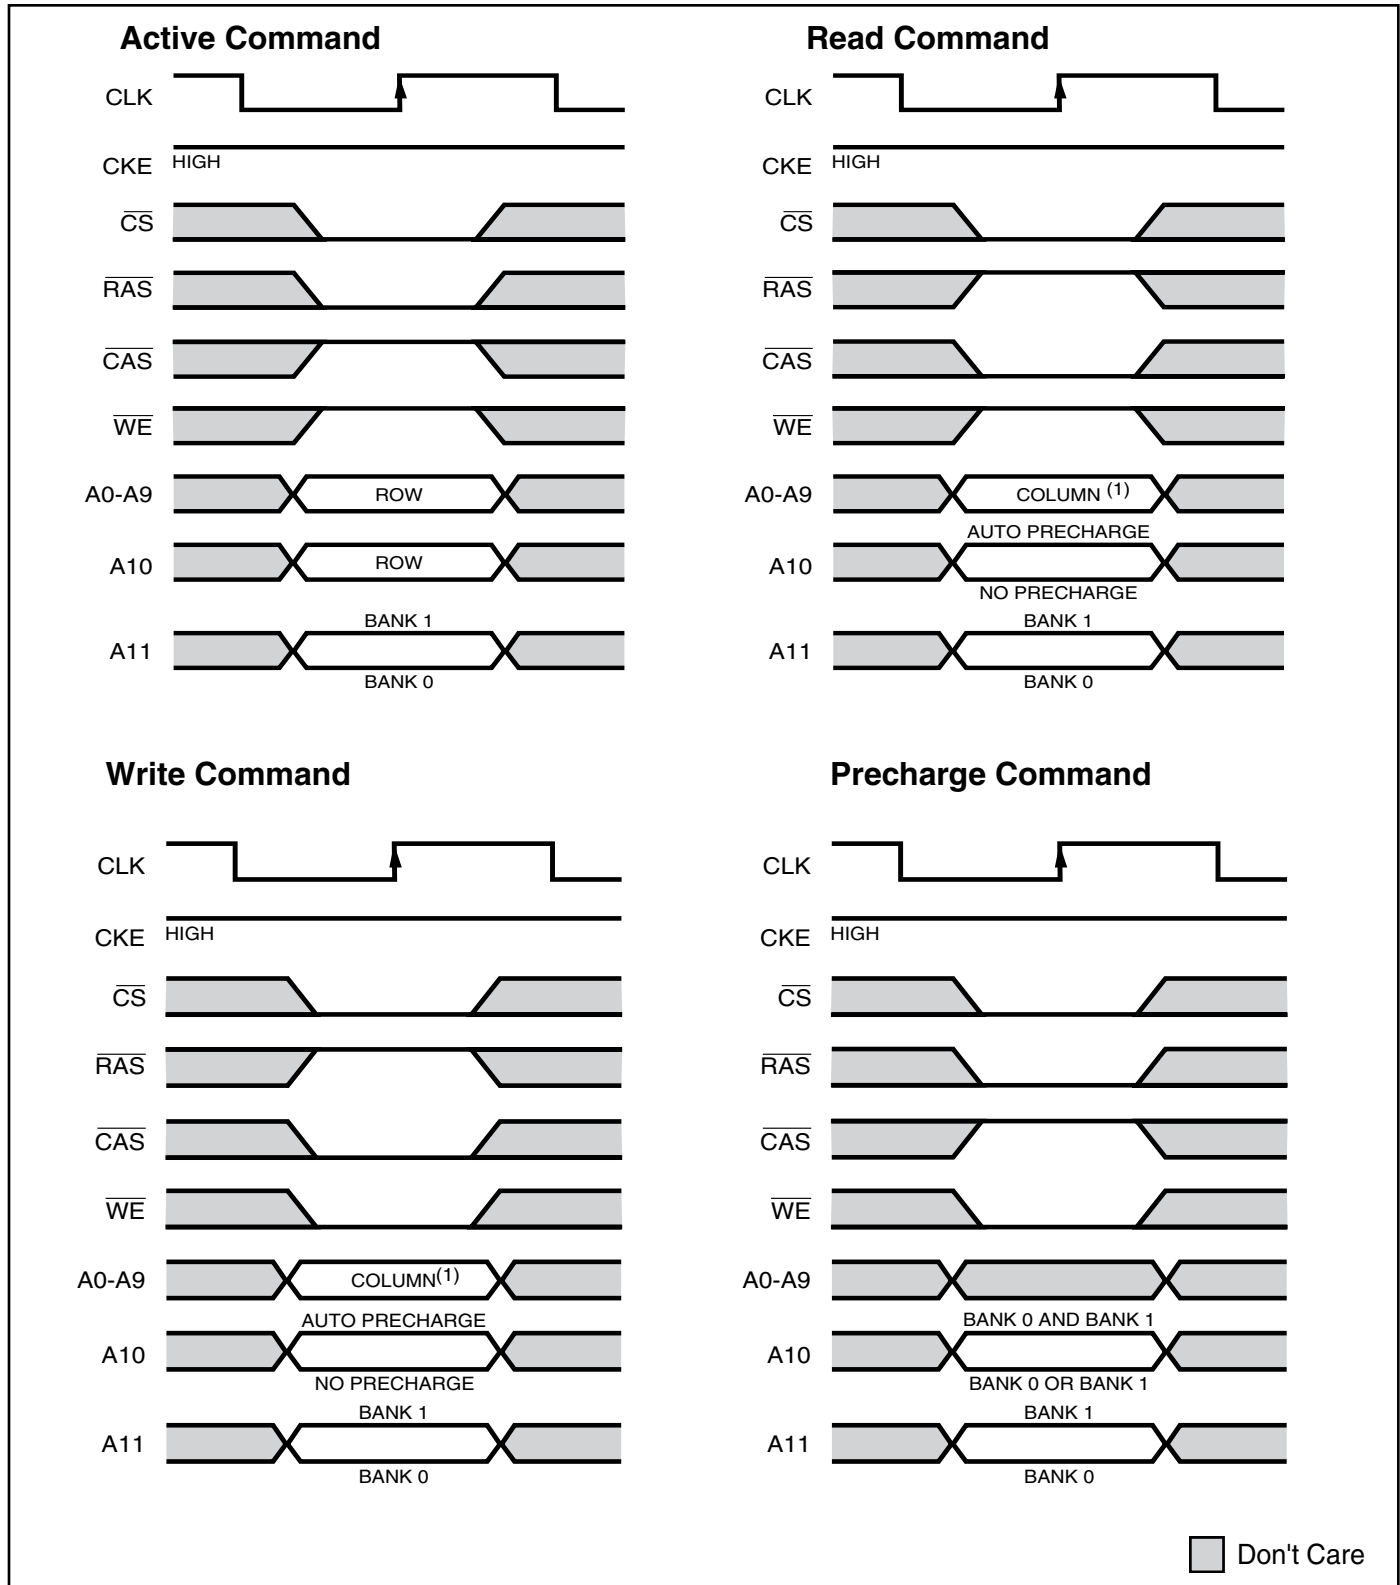 Active Command
CLK
CKE HIGH
CS
RAS
CAS
WE
A0-A9 ROW
A10 ROW
BANK 1
A11
BANK 0
Read Command
CLK
CKE HIGH
CS
RAS
CAS
WE
A0-A9 COLUMN (1)
AUTO PRECHARGE
A10
NO PRECHARGE
BANK 1
A11
BANK 0
Write Command
CLK
CKE HIGH
CS
RAS
CAS
WE
A0-A9 COLUMN(1)
AUTO PRECHARGE
A10
NO PRECHARGE
BANK 1
A11
BANK 0
Precharge Command
CLK
CKE HIGH
CS
RAS
CAS
WE
A0-A9
BANK 0 AND BANK 1
A10
BANK 0 OR BANK 1
BANK 1
A11
BANK 0
Don't Care